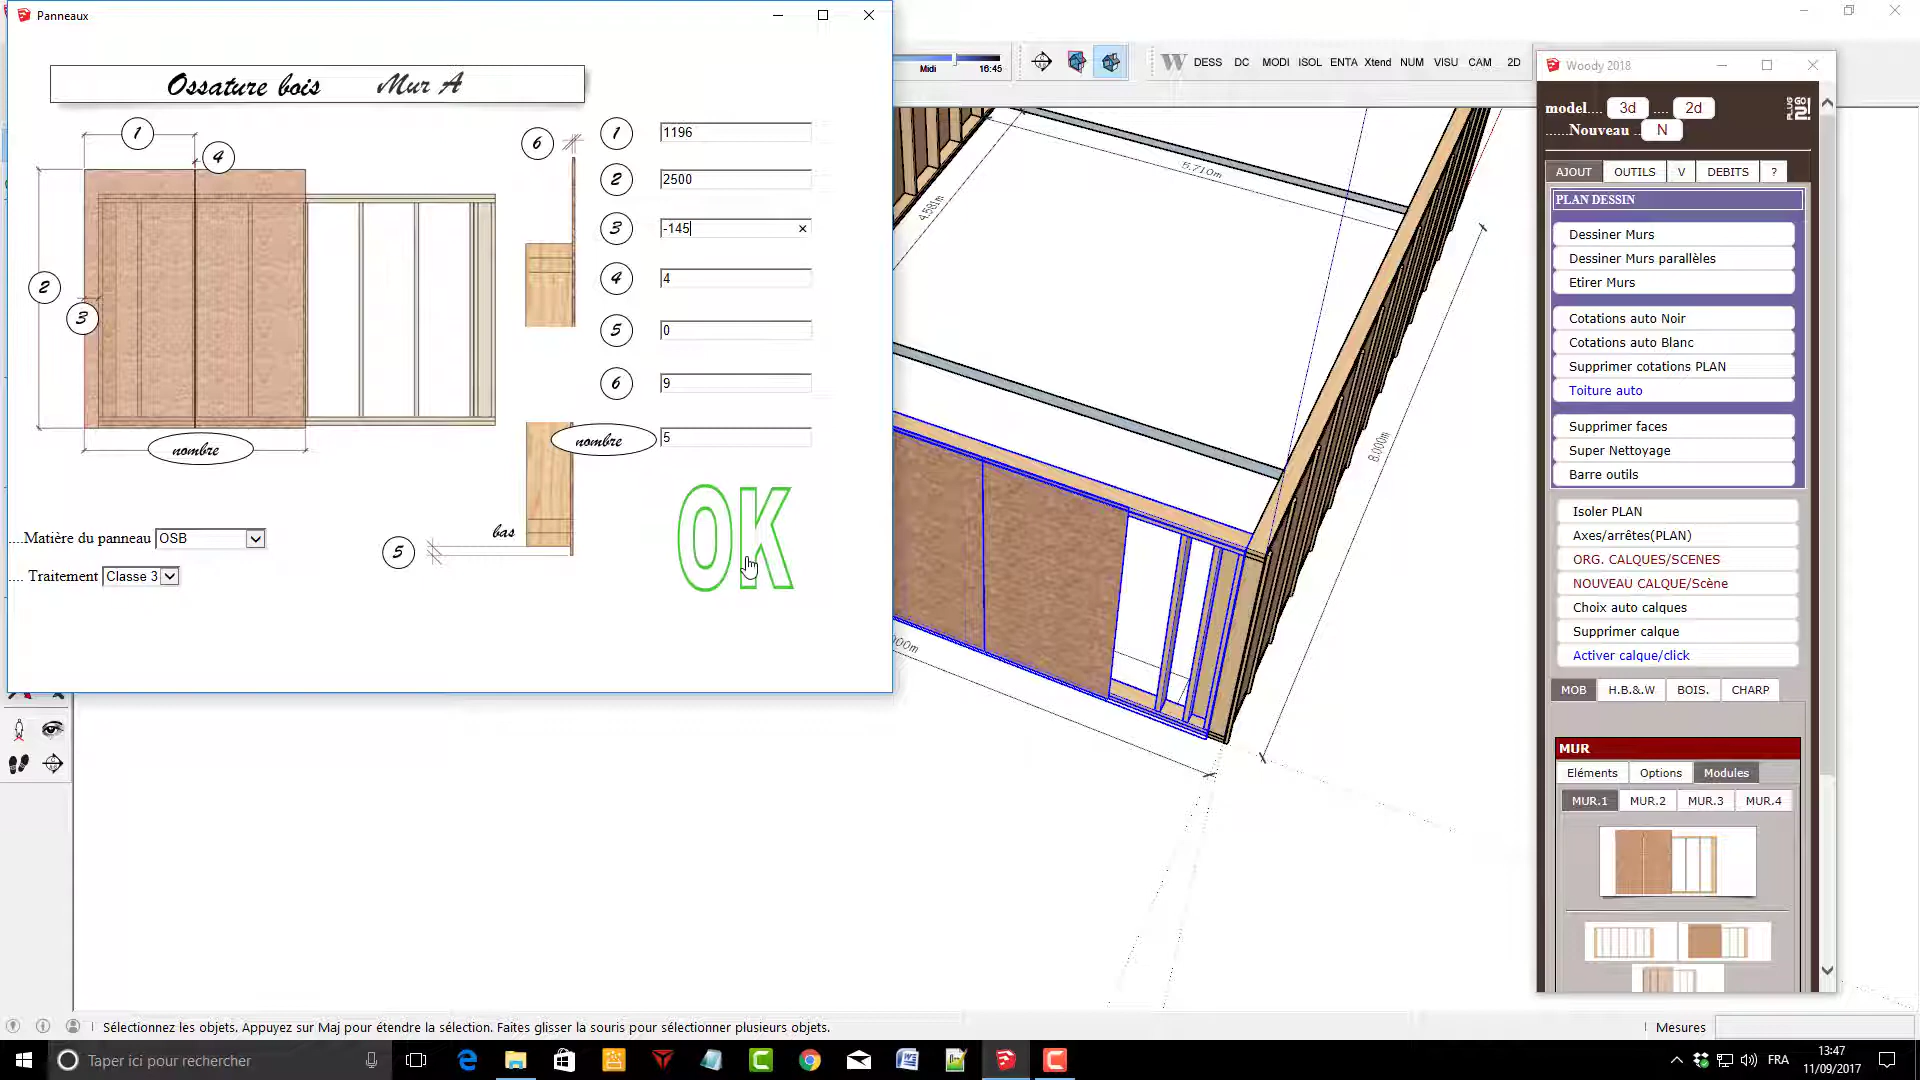 Panneaux
Ossature bois Mur A
1
4
2
3
nombre
6
5
bas
1 1196
2 2500
3 -145
4 4
5 0
6 9
nombre 5
OK
....Matière du panneau OSB
.... Traitement Classe 3
Midi 16:45
DESS DC MODI ISOL ENTA Xtend NUM VISU CAM 2D
5.710m
4.581m
8.000m
Woody 2018
model.... 3d .... 2d
......Nouveau .. N
AJOUT OUTILS V DEBITS ?
PLAN DESSIN
Dessiner Murs
Dessiner Murs parallèles
Etirer Murs
Cotations auto Noir
Cotations auto Blanc
Supprimer cotations PLAN
Toiture auto
Supprimer faces
Super Nettoyage
Barre outils
Isoler PLAN
Axes/arrêtes(PLAN)
ORG. CALQUES/SCENES
NOUVEAU CALQUE/Scène
Choix auto calques
Supprimer calque
Activer calque/click
MOB H.B.&.W BOIS. CHARP
MUR
Eléments Options Modules
MUR.1 MUR.2 MUR.3 MUR.4
Sélectionnez les objets. Appuyez sur Maj pour étendre la sélection. Faites glisser la souris pour sélectionner plusieurs objets.
Mesures
Taper ici pour rechercher
FRA
13:47
11/09/2017